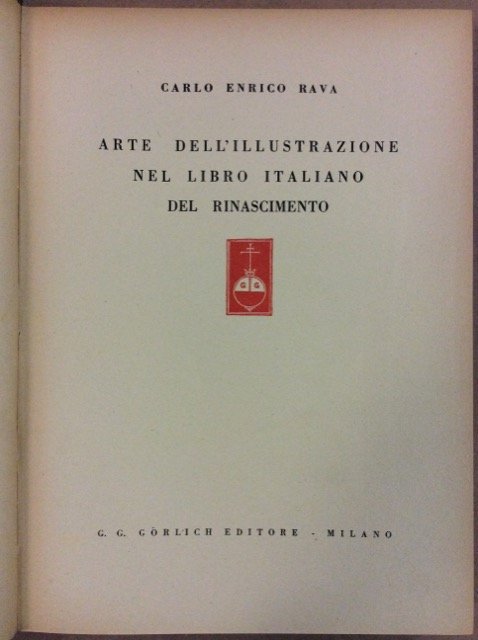 CARLO ENRICO RAVA
ARTE DELL'ILLUSTRAZIONE
NEL LIBRO ITALIANO
DEL RINASCIMENTO
G G
G. G. GÖRLICH EDITORE - MILANO